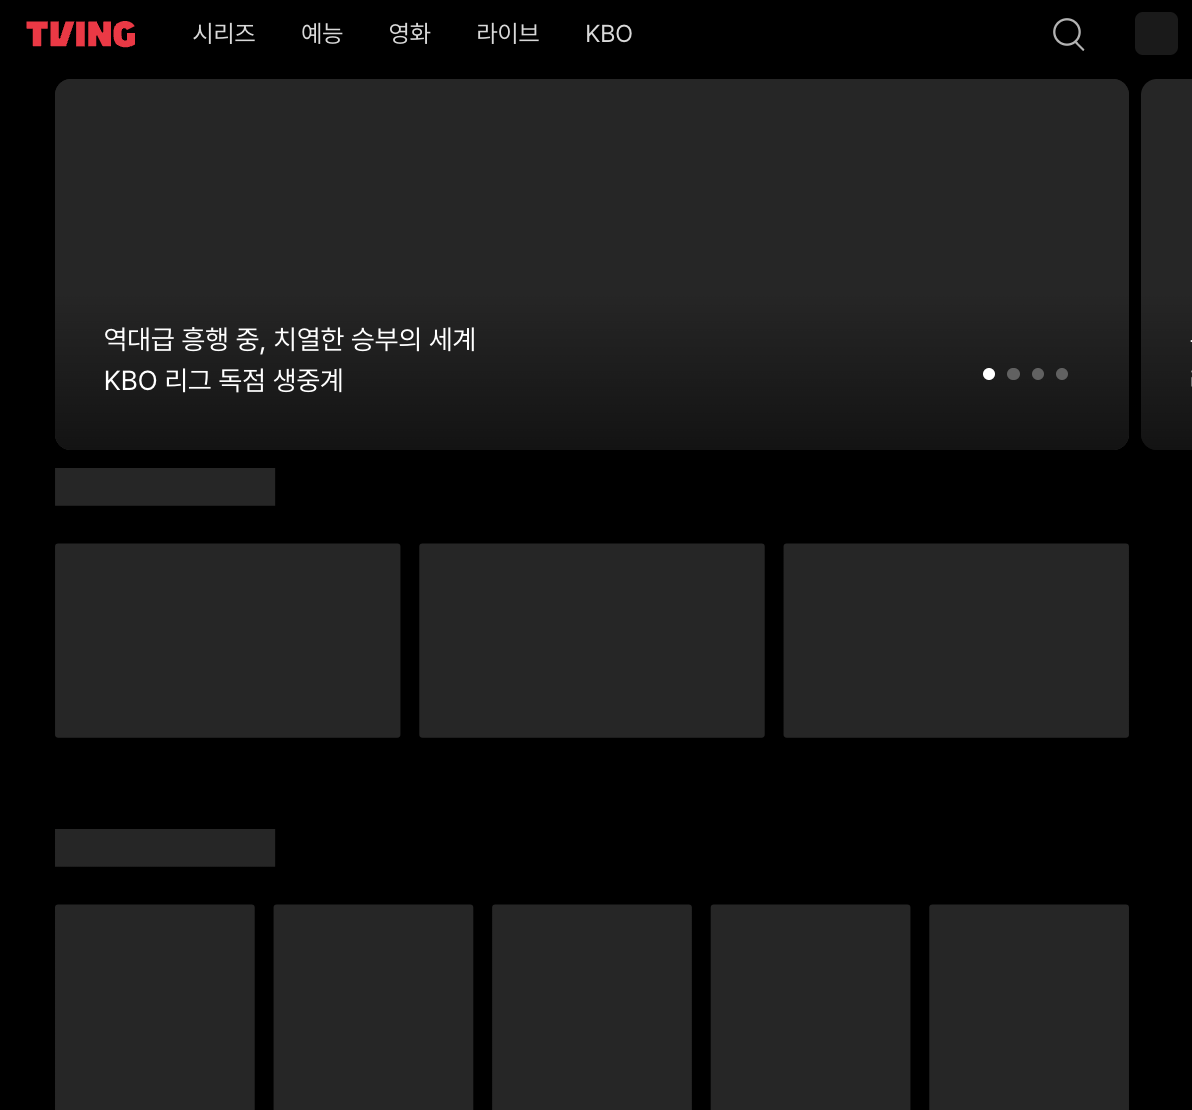 TVING
시리즈
예능
영화
라이브
KBO
역대급 흥행 중, 치열한 승부의 세계
KBO 리그 독점 생중계